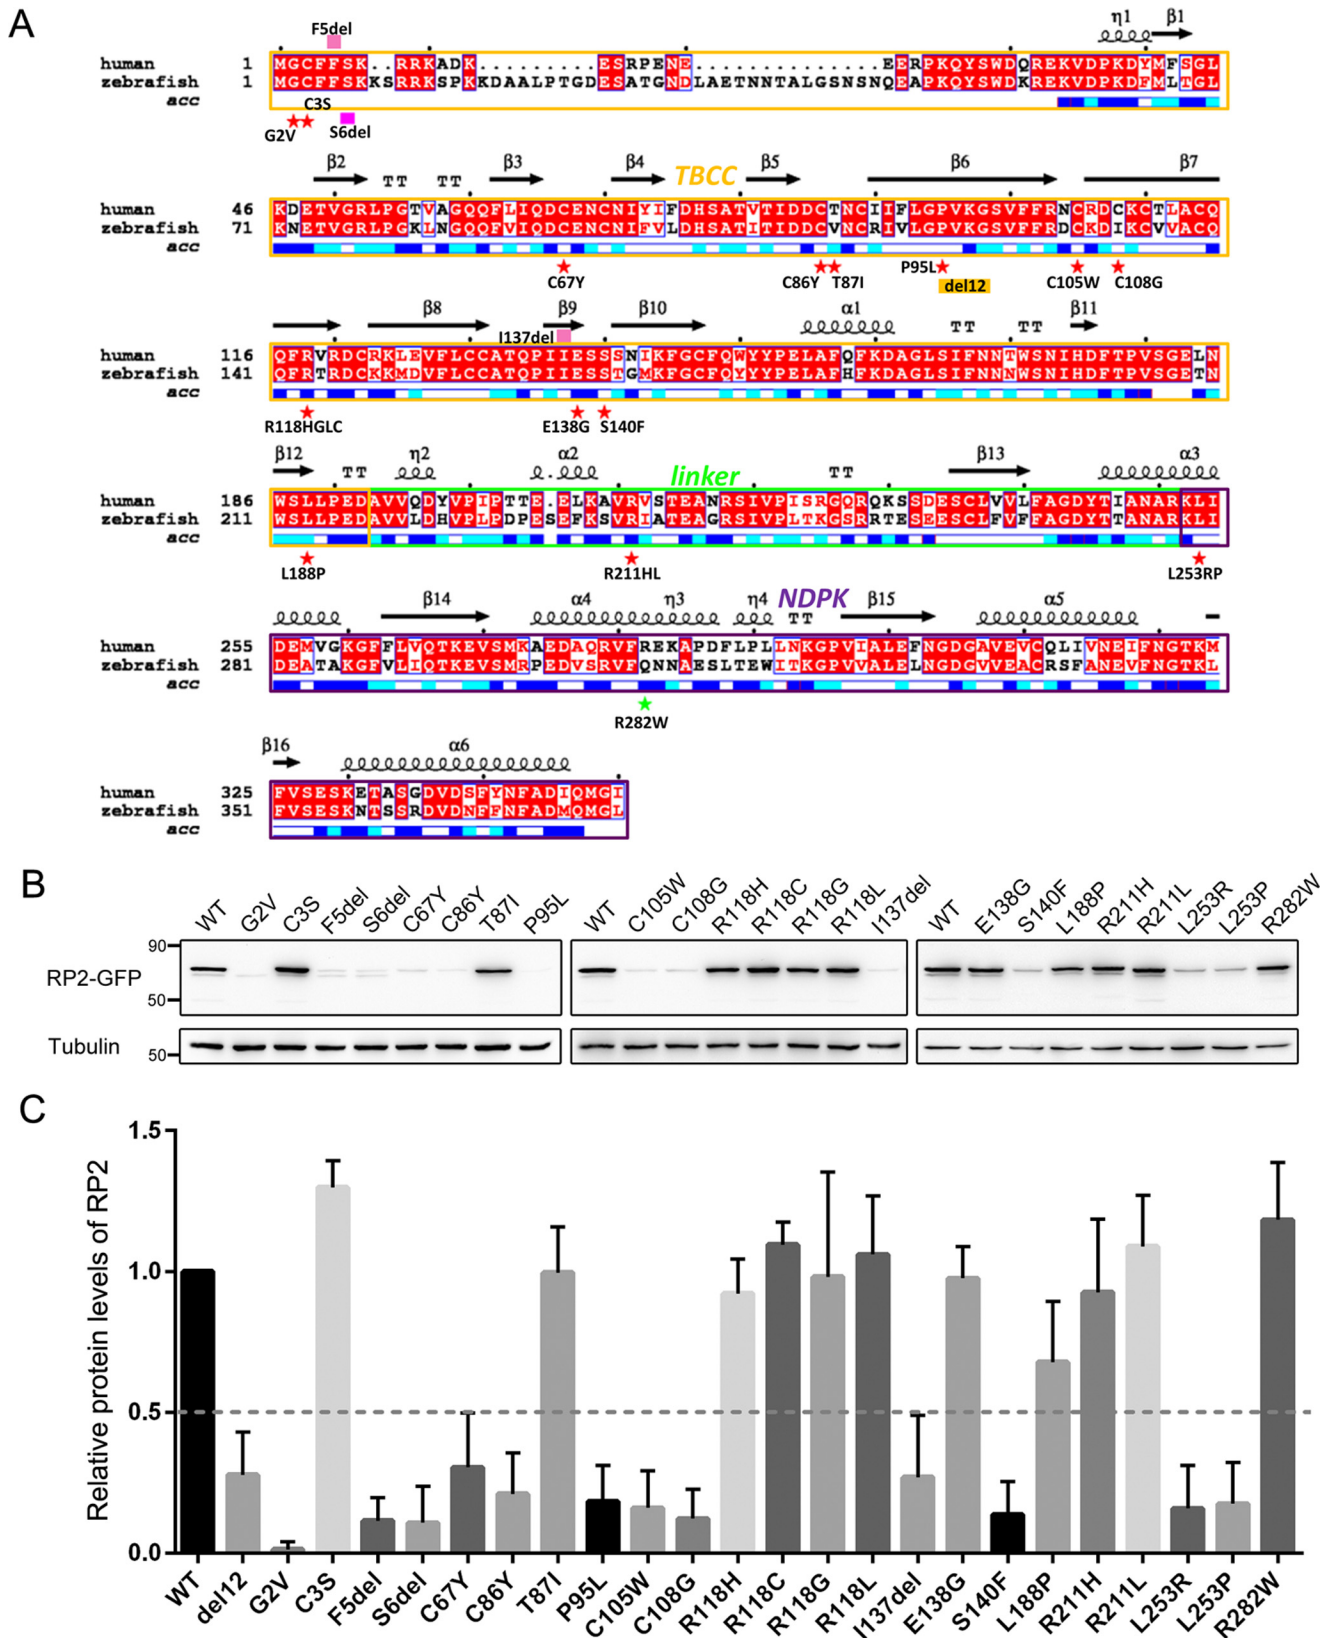 A
F5del
η1 β1
human 1 MGCFFSK..RRKADK.........ESRPENE..............EERPKQYSWDQREKVDPKDYMFSGL
zebrafish 1 MGCFFSKKSRRKSPKKDAALPTGDESATGNDLAETNNTALGSNSNQEAPKQYSWDKREKVDPKDFMLTGL
acc
C3S
G2V S6del
β2 TT TT β3 β4 TBCC β5 β6 β7
human 46 KDETVGRLPGTVAGQQFLIQDCENCNIYIFDHSATVTIDDCTNCIIFLGPVKGSVFFRNCRDCKCTLACQ
zebrafish 71 KNETVGRLPGKLNGQQFVIQDCENCNIFVLDHSATITIDDCVNCRIVLGPVKGSVFFRDCKDIKCVVACQ
acc
C67Y C86Y T87I P95L del12 C105W C108G
β8 I137del β9 β10 α1 TT TT β11
human 116 QFRVRDCRKLEVFLCCATQPIIESSSNIKFGCFQWYYPELAFQFKDAGLSIFNNTWSNIHDFTPVSGELN
zebrafish 141 QFRTRDCKKMDVFLCCATQPIIESSTGMKFGCFQYYYPELAFHFKDAGLSIFNNNWSNIHDFTPVSGETN
acc
R118HGLC E138G S140F
β12 TT η2 α2 linker TT β13 α3
human 186 WSLLPEDAVVQDYVPIPTTE.ELKAVRVSTEANRSIVPISRGQRQKSSDESCLVVLFAGDYTIANARKLI
zebrafish 211 WSLLPEDAVVLDHVPLPDPESEFKSVRIATEAGRSIVPLTKGSRRTESEESCLFVFFAGDYTTANARKLI
acc
L188P R211HL L253RP
β14 α4 η3 η4 NDPK TT β15 α5
human 255 DEMVGKGFFLVQTKEVSMKAEDAQRVFREKAPDFLPLLNKGPVIALEFNGDGAVEVCQLIVNEIFNGTKM
zebrafish 281 DEATAKGFVLIQTKEVSMRPEDVSRVFQNNAESLTEWITKGPVVALELNGDGVVEACRSFANEVFNGTKL
acc
R282W
β16 α6
human 325 FVSESKETASGDVDSFYNFADIQMGI
zebrafish 351 FVSESKNTSSRDVDNFFNFADMQMGL
acc
B
WT G2V C3S F5del S6del C67Y C86Y T87I P95L WT C105W C108G R118H R118C R118G R118L I137del WT E138G S140F L188P R211H R211L L253R L253P R282W
90
RP2-GFP
50
Tubulin
50
C
Relative protein levels of RP2
1.5
1.0
0.5
0.0
WT del12 G2V C3S F5del S6del C67Y C86Y T87I P95L C105W C108G R118H R118C R118G R118L I137del E138G S140F L188P R211H R211L L253R L253P R282W